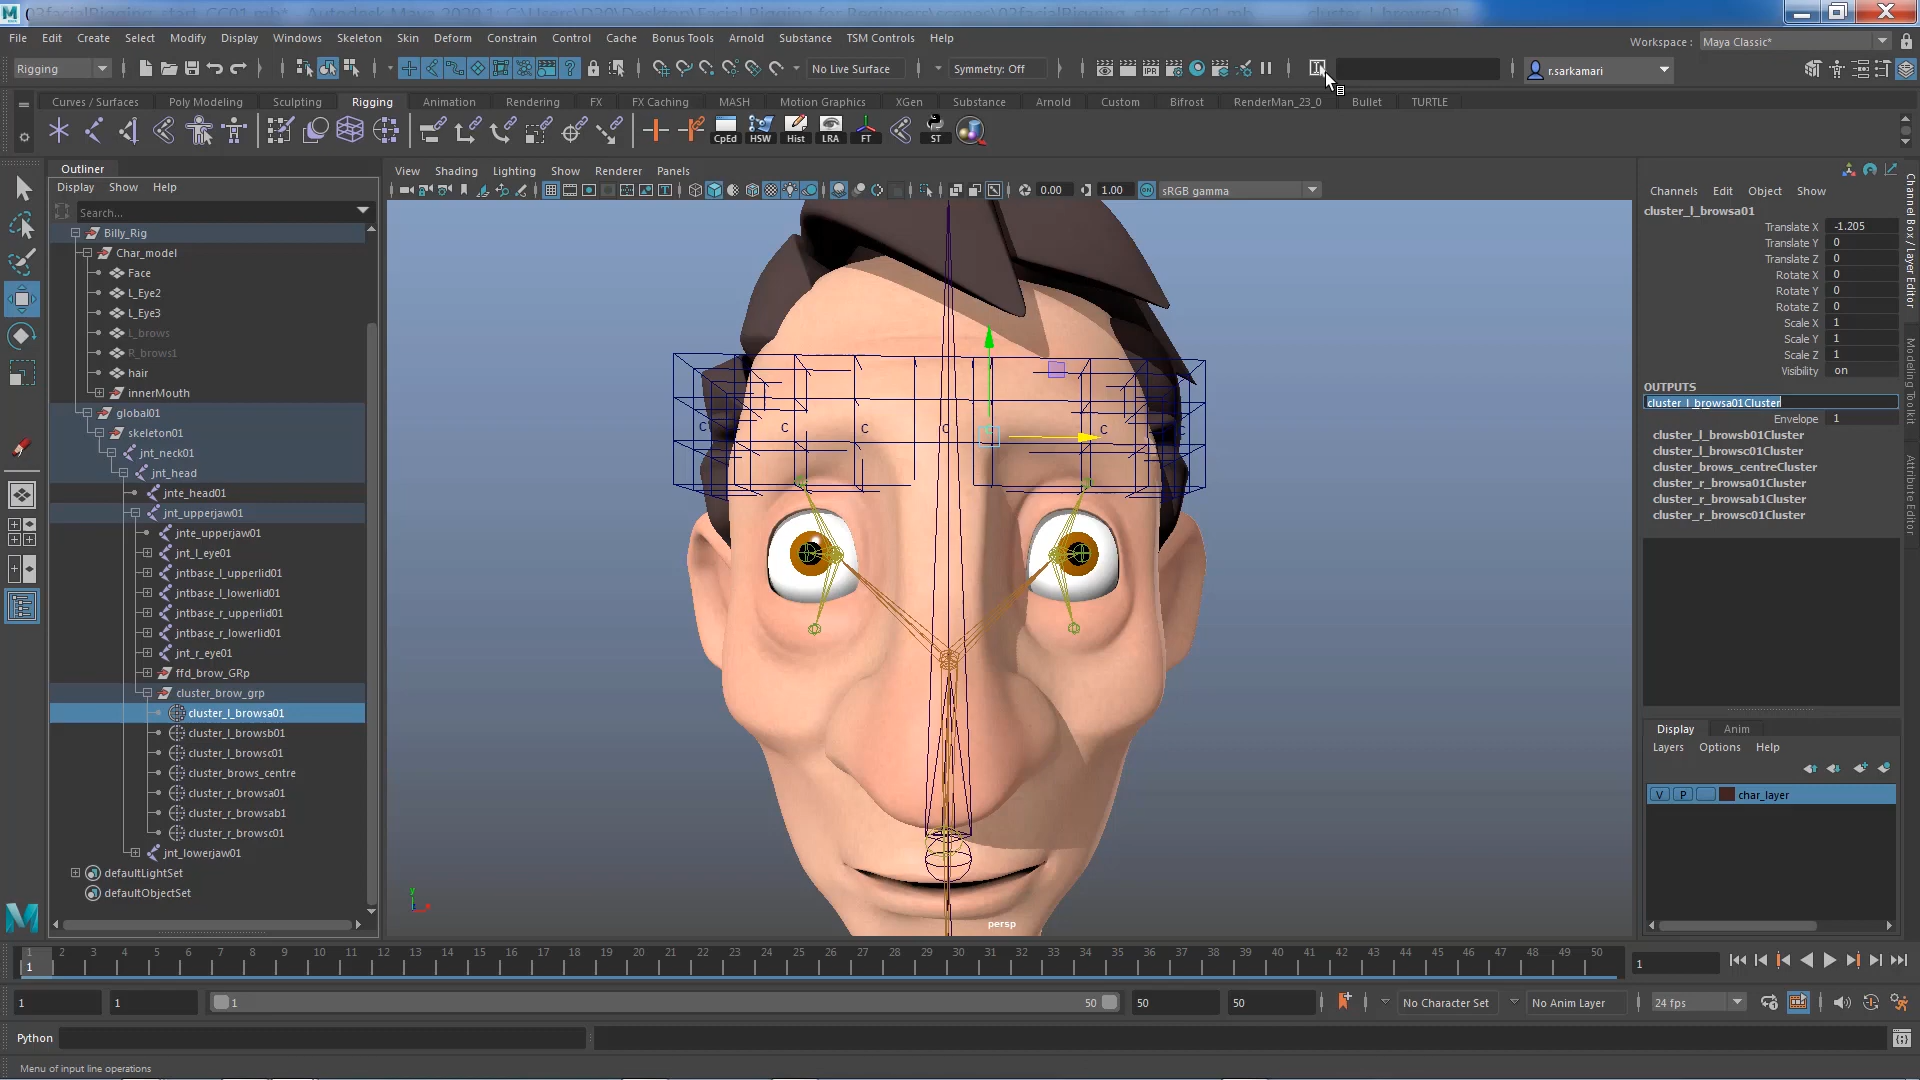 File Edit Create Select Modify Display Windows Skeleton Skin Deform Constrain Control Cache Bonus Tools Arnold Substance TSM Controls Help
Workspace : Maya Classic*
Rigging
No Live Surface
Symmetry: Off
r.sarkamari
Curves / Surfaces Poly Modeling Sculpting Rigging Animation Rendering FX FX Caching MASH Motion Graphics XGen Substance Arnold Custom Bifrost RenderMan_23_0 Bullet TURTLE
CpEd HSW Hist LRA FT ST
Outliner
Display Show Help
Search...
Billy_Rig
Char_model
Face
L_Eye2
L_Eye3
L_brows
R_brows1
hair
innerMouth
global01
skeleton01
jnt_neck01
jnt_head
jnte_head01
jnt_upperjaw01
jnte_upperjaw01
jnt_l_eye01
jntbase_l_upperlid01
jntbase_l_lowerlid01
jntbase_r_upperlid01
jntbase_r_lowerlid01
jnt_r_eye01
ffd_brow_GRp
cluster_brow_grp
cluster_l_browsa01
cluster_l_browsb01
cluster_l_browsc01
cluster_brows_centre
cluster_r_browsa01
cluster_r_browsab1
cluster_r_browsc01
jnt_lowerjaw01
defaultLightSet
defaultObjectSet
View Shading Lighting Show Renderer Panels
0.00 1.00 sRGB gamma
C C C C C C
persp
Channels Edit Object Show
cluster_l_browsa01
Translate X -1.205
Translate Y 0
Translate Z 0
Rotate X 0
Rotate Y 0
Rotate Z 0
Scale X 1
Scale Y 1
Scale Z 1
Visibility on
OUTPUTS
cluster_l_browsa01Cluster
Envelope 1
cluster_l_browsb01Cluster
cluster_l_browsc01Cluster
cluster_brows_centreCluster
cluster_r_browsa01Cluster
cluster_r_browsab1Cluster
cluster_r_browsc01Cluster
Channel Box / Layer Editor
Modeling Toolkit
Attribute Editor
Display Anim
Layers Options Help
V P char_layer
1 2 3 4 5 6 7 8 9 10 11 12 13 14 15 16 17 18 19 20 21 22 23 24 25 26 27 28 29 30 31 32 33 34 35 36 37 38 39 40 41 42 43 44 45 46 47 48 49 50
1
1
1 1 1 50 50 50 No Character Set No Anim Layer 24 fps
Python
Menu of input line operations